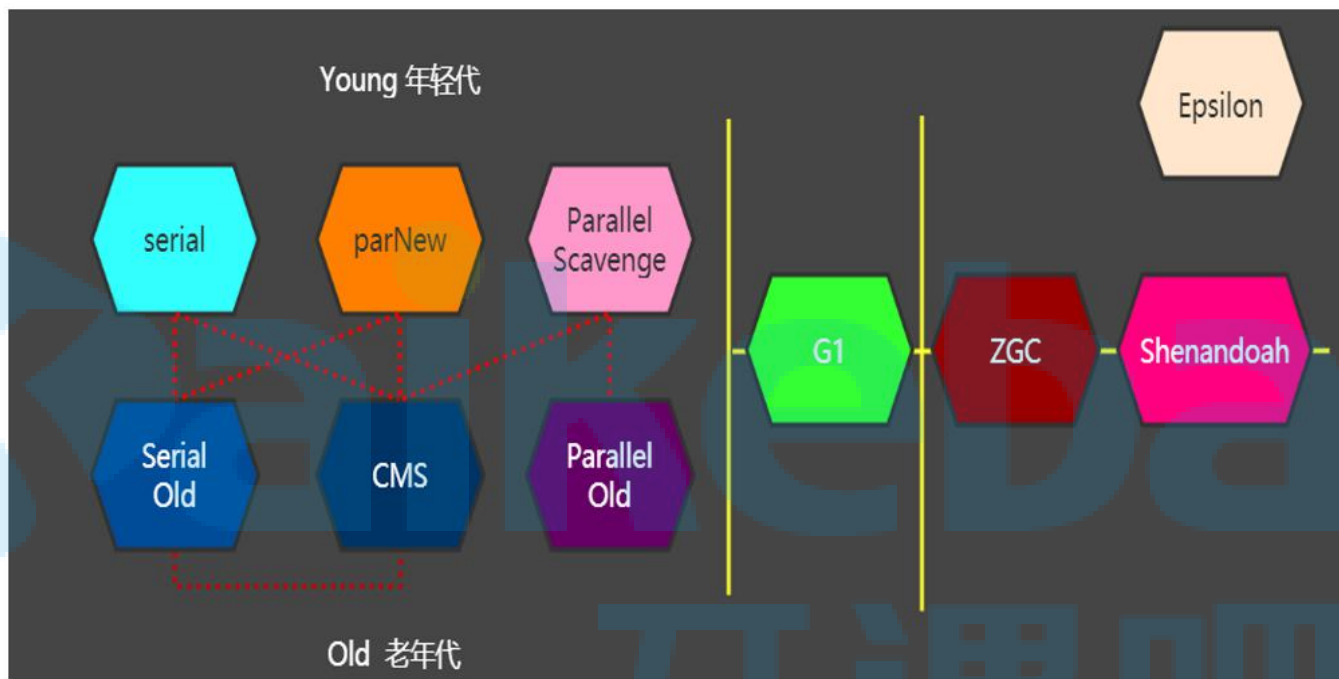 Young 年轻代
Epsilon
serial
parNew
Parallel
Scavenge
G1
ZGC
Shenandoah
Serial
Old
CMS
Parallel
Old
Old 老年代